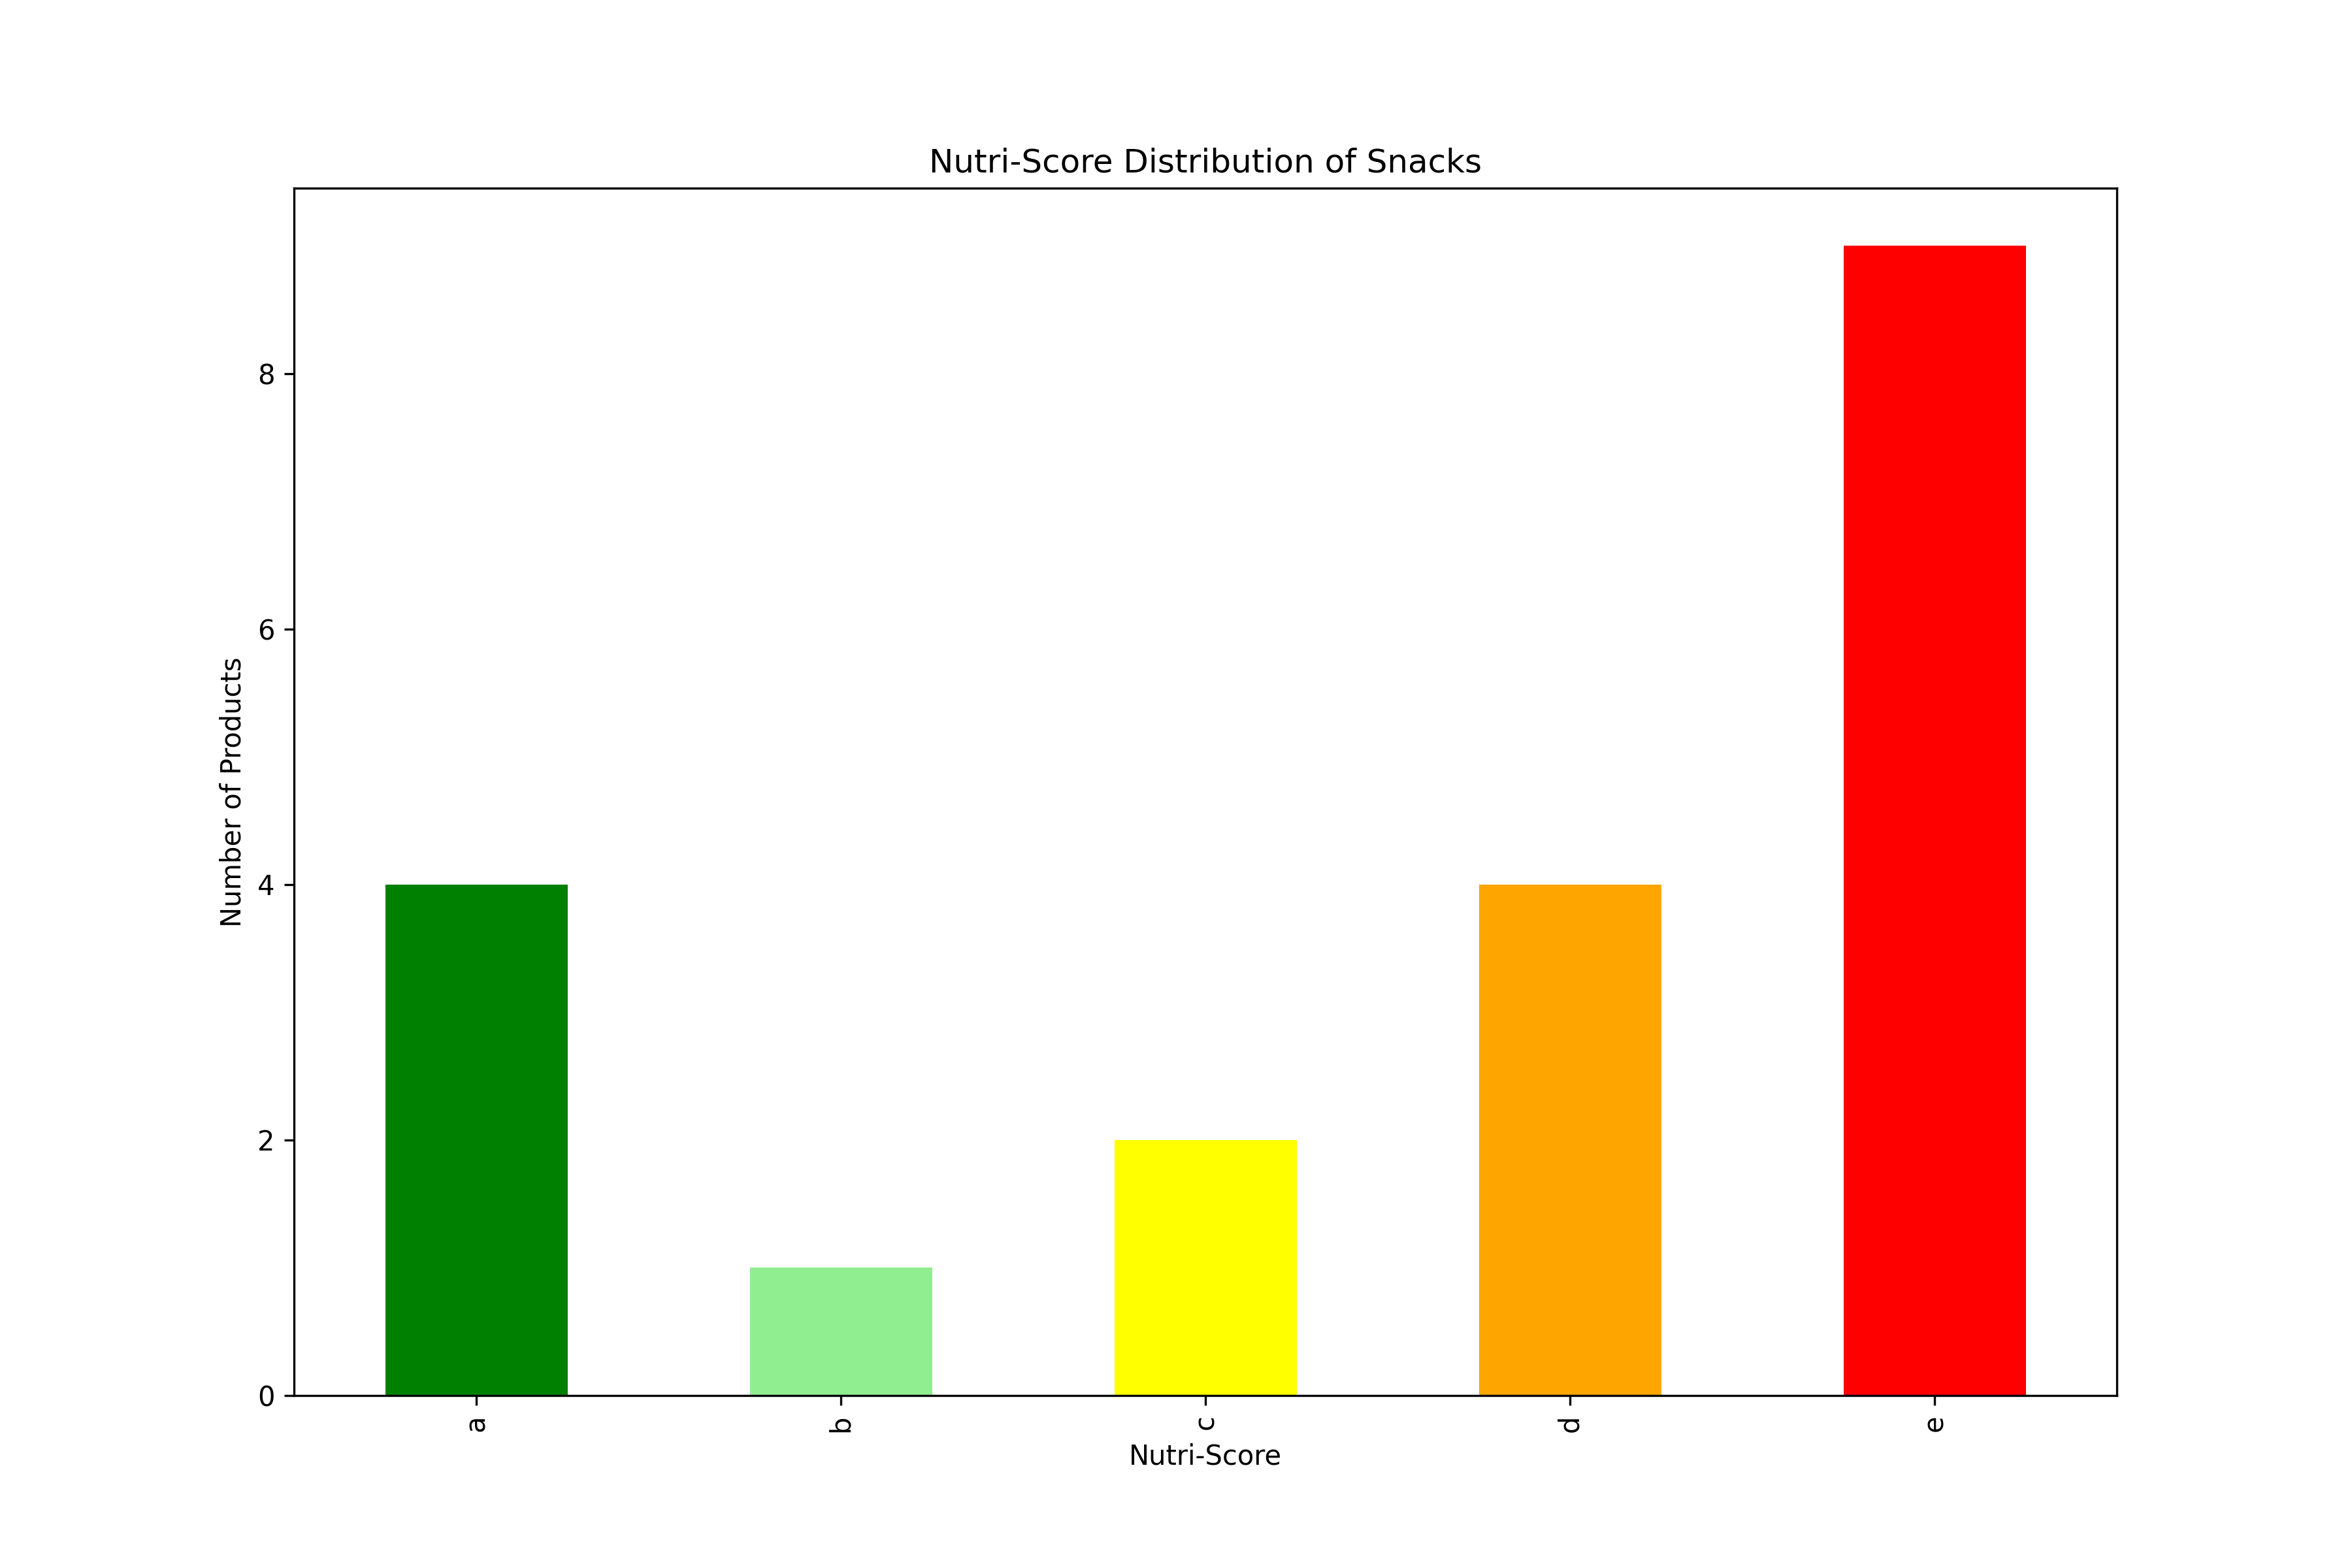 Nutri-Score Distribution of Snacks
Number of Products
8
6
4
2
0
a b c d e
Nutri-Score